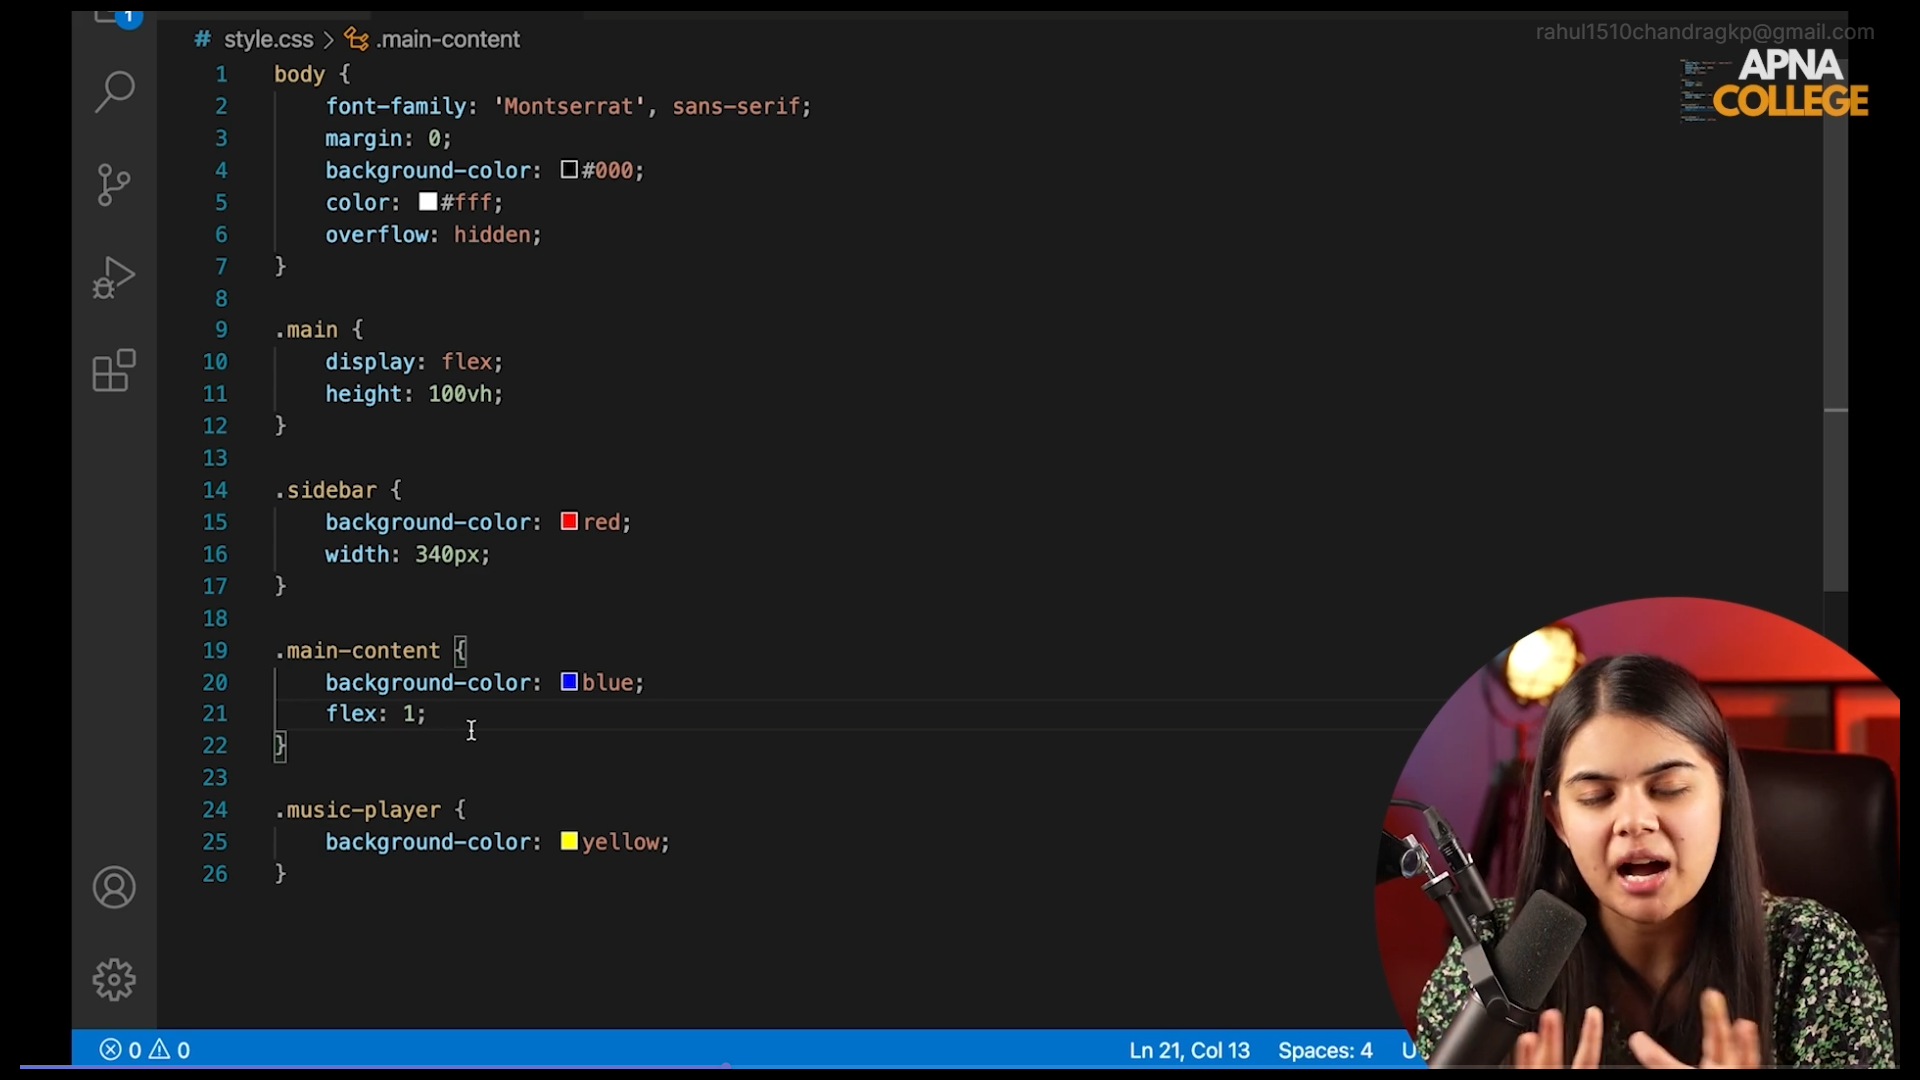 1
# style.css > .main-content
rahul1510chandragkp@gmail.com
APNA
COLLEGE
1 body {
2 font-family: 'Montserrat', sans-serif;
3 margin: 0;
4 background-color: #000;
5 color: #fff;
6 overflow: hidden;
7 }
8
9 .main {
10 display: flex;
11 height: 100vh;
12 }
13
14 .sidebar {
15 background-color: red;
16 width: 340px;
17 }
18
19 .main-content {
20 background-color: blue;
21 flex: 1;
22 }
23
24 .music-player {
25 background-color: yellow;
26 }
0 0
Ln 21, Col 13 Spaces: 4 U